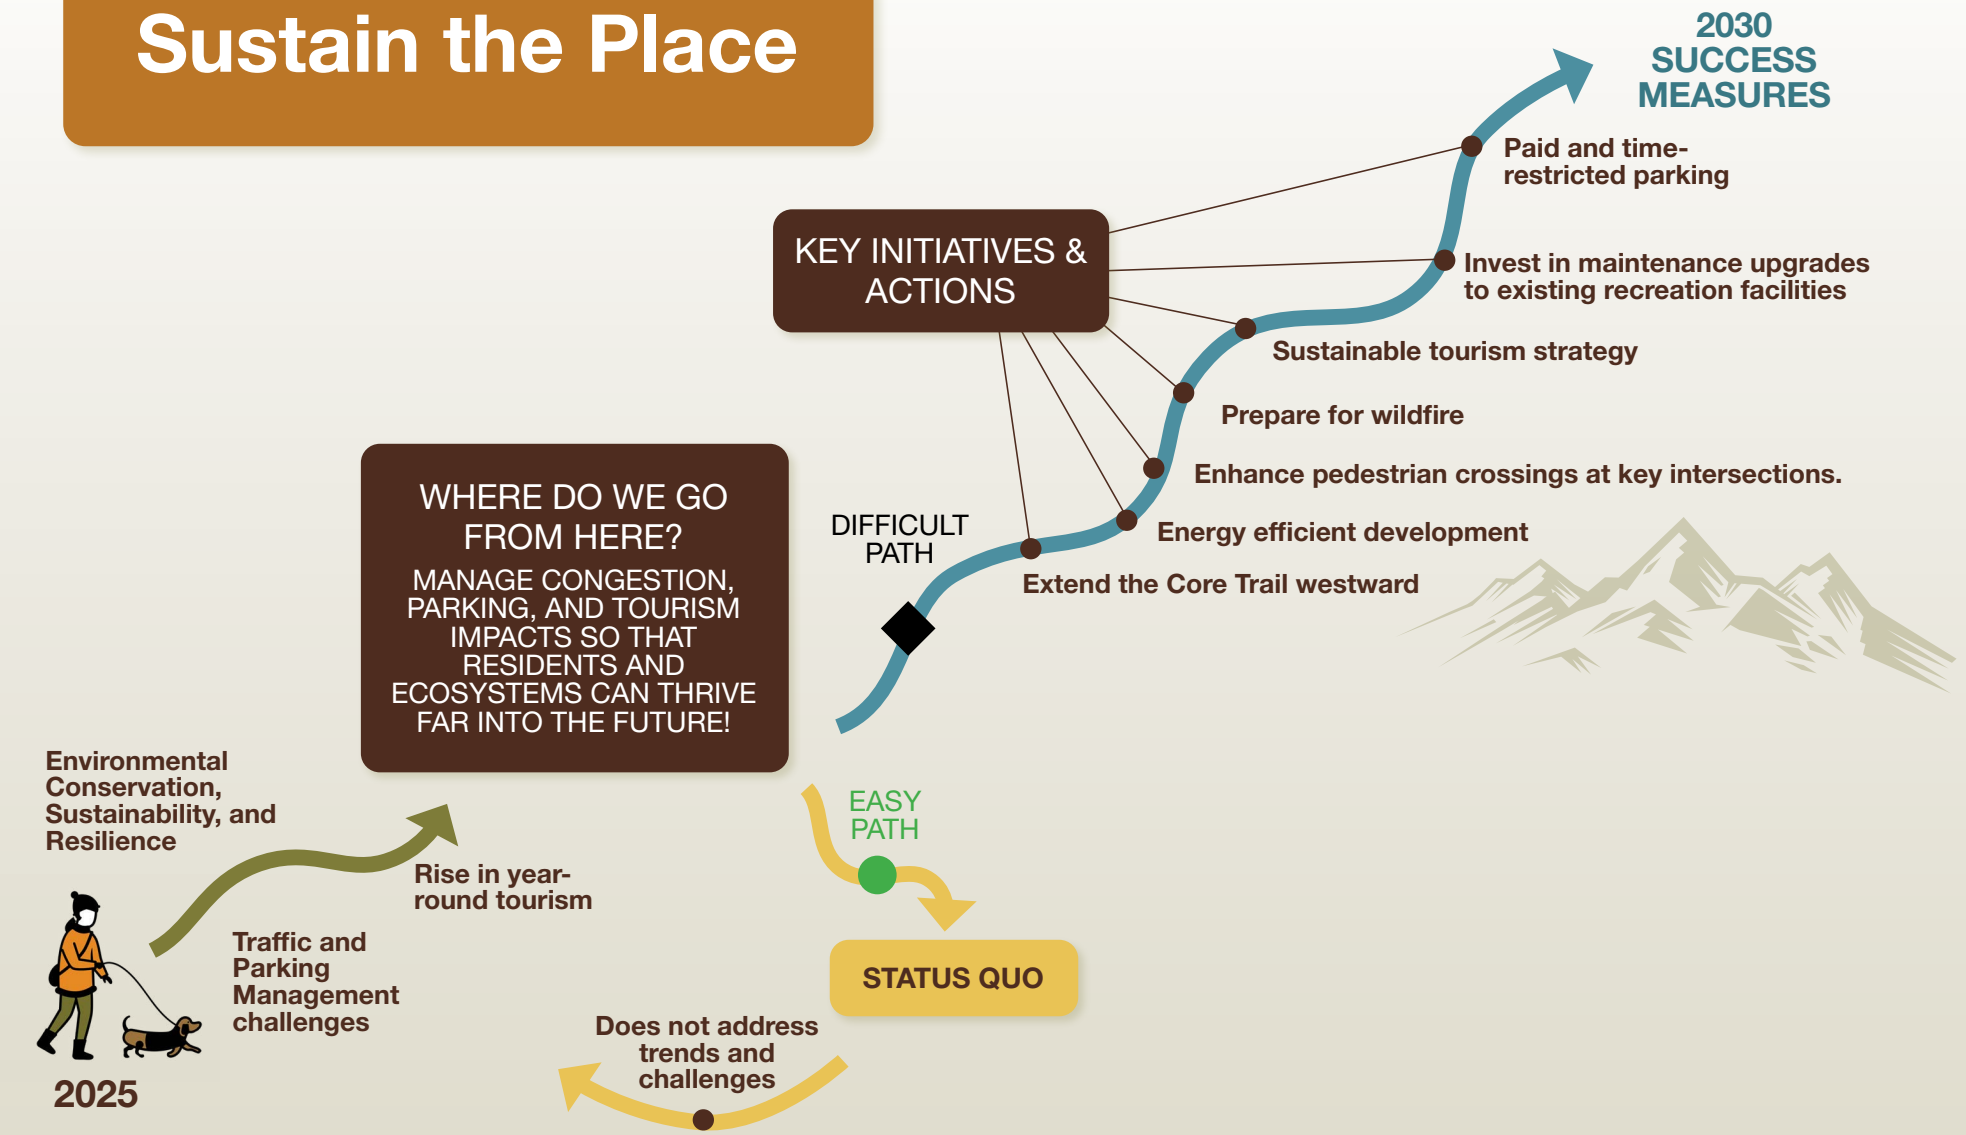 Sustain the Place
2030
SUCCESS
MEASURES
Paid and time-
restricted parking
KEY INITIATIVES &
ACTIONS
Invest in maintenance upgrades
to existing recreation facilities
Sustainable tourism strategy
Prepare for wildfire
Enhance pedestrian crossings at key intersections.
Energy efficient development
Extend the Core Trail westward
DIFFICULT
PATH
WHERE DO WE GO
FROM HERE?
MANAGE CONGESTION,
PARKING, AND TOURISM
IMPACTS SO THAT
RESIDENTS AND
ECOSYSTEMS CAN THRIVE
FAR INTO THE FUTURE!
Environmental
Conservation,
Sustainability, and
Resilience
Rise in year-
round tourism
Traffic and
Parking
Management
challenges
2025
EASY
PATH
STATUS QUO
Does not address
trends and
challenges